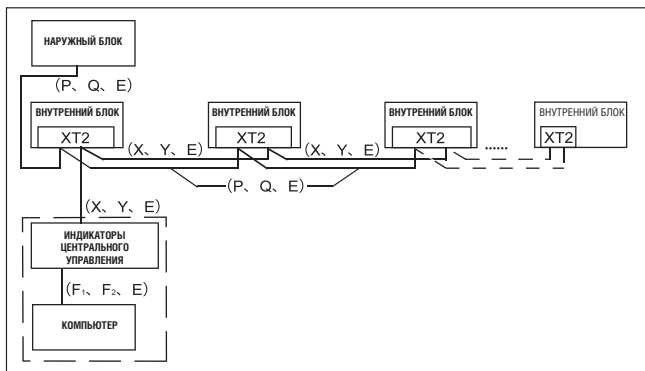 НАРУЖНЫЙ БЛОК
(P、Q、E)
ВНУТРЕННИЙ БЛОК
XT2
ВНУТРЕННИЙ БЛОК
XT2
ВНУТРЕННИЙ БЛОК
XT2
......
ВНУТРЕННИЙ БЛОК
XT2
(X、Y、E)
(X、Y、E)
(P、Q、E)
(X、Y、E)
ИНДИКАТОРЫ
ЦЕНТРАЛЬНОГО
УПРАВЛЕНИЯ
(F₁、F₂、E)
КОМПЬЮТЕР